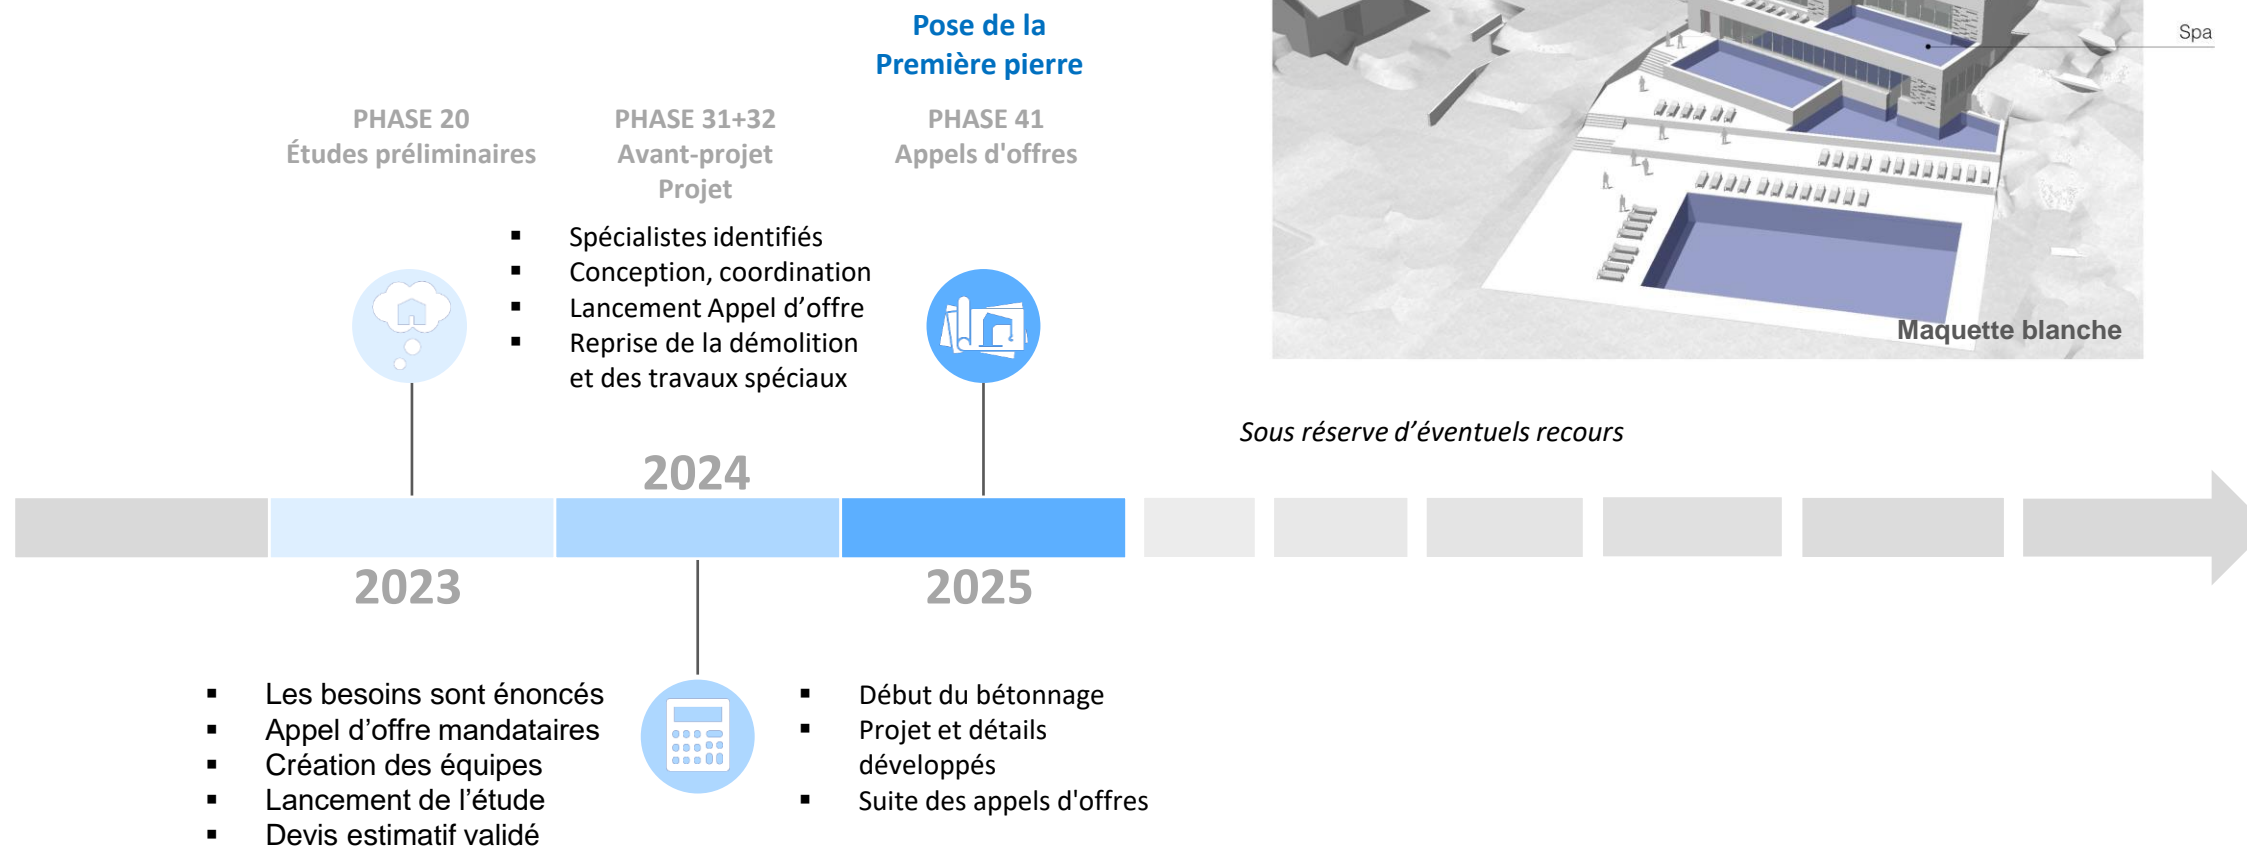 Pose de la
Première pierre
PHASE 20
Études préliminaires
PHASE 31+32
Avant-projet
Projet
PHASE 41
Appels d'offres
▪ Spécialistes identifiés
▪ Conception, coordination
▪ Lancement Appel d’offre
▪ Reprise de la démolition
et des travaux spéciaux
Spa
Maquette blanche
Sous réserve d’éventuels recours
2024
2023
2025
▪ Les besoins sont énoncés
▪ Appel d’offre mandataires
▪ Création des équipes
▪ Lancement de l’étude
▪ Devis estimatif validé
▪ Début du bétonnage
▪ Projet et détails
développés
▪ Suite des appels d'offres